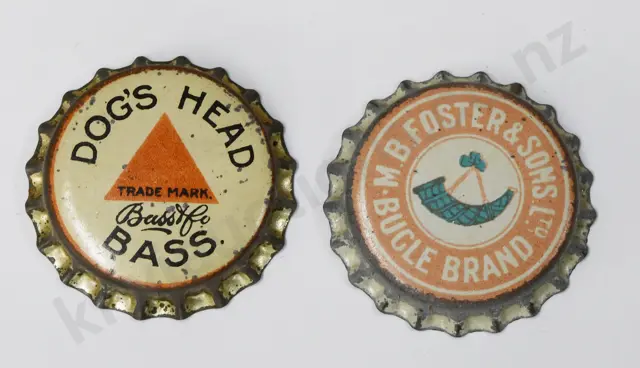 DOG'S HEAD
TRADE MARK.
Bass & Co
BASS.
M.B. FOSTER & SONS LTD
BUGLE BRAND